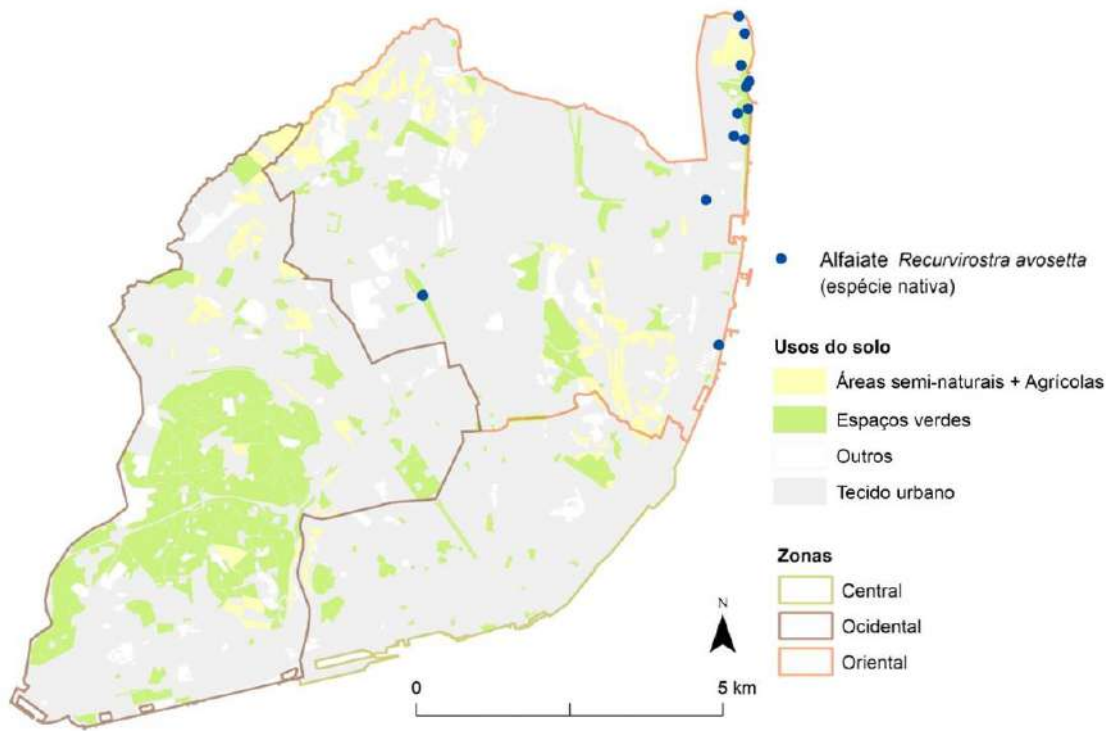 Alfaiate Recurvirostra avosetta
(espécie nativa)
Usos do solo
Áreas semi-naturais + Agrícolas
Espaços verdes
Outros
Tecido urbano
Zonas
Central
Ocidental
Oriental
N
0 5 km